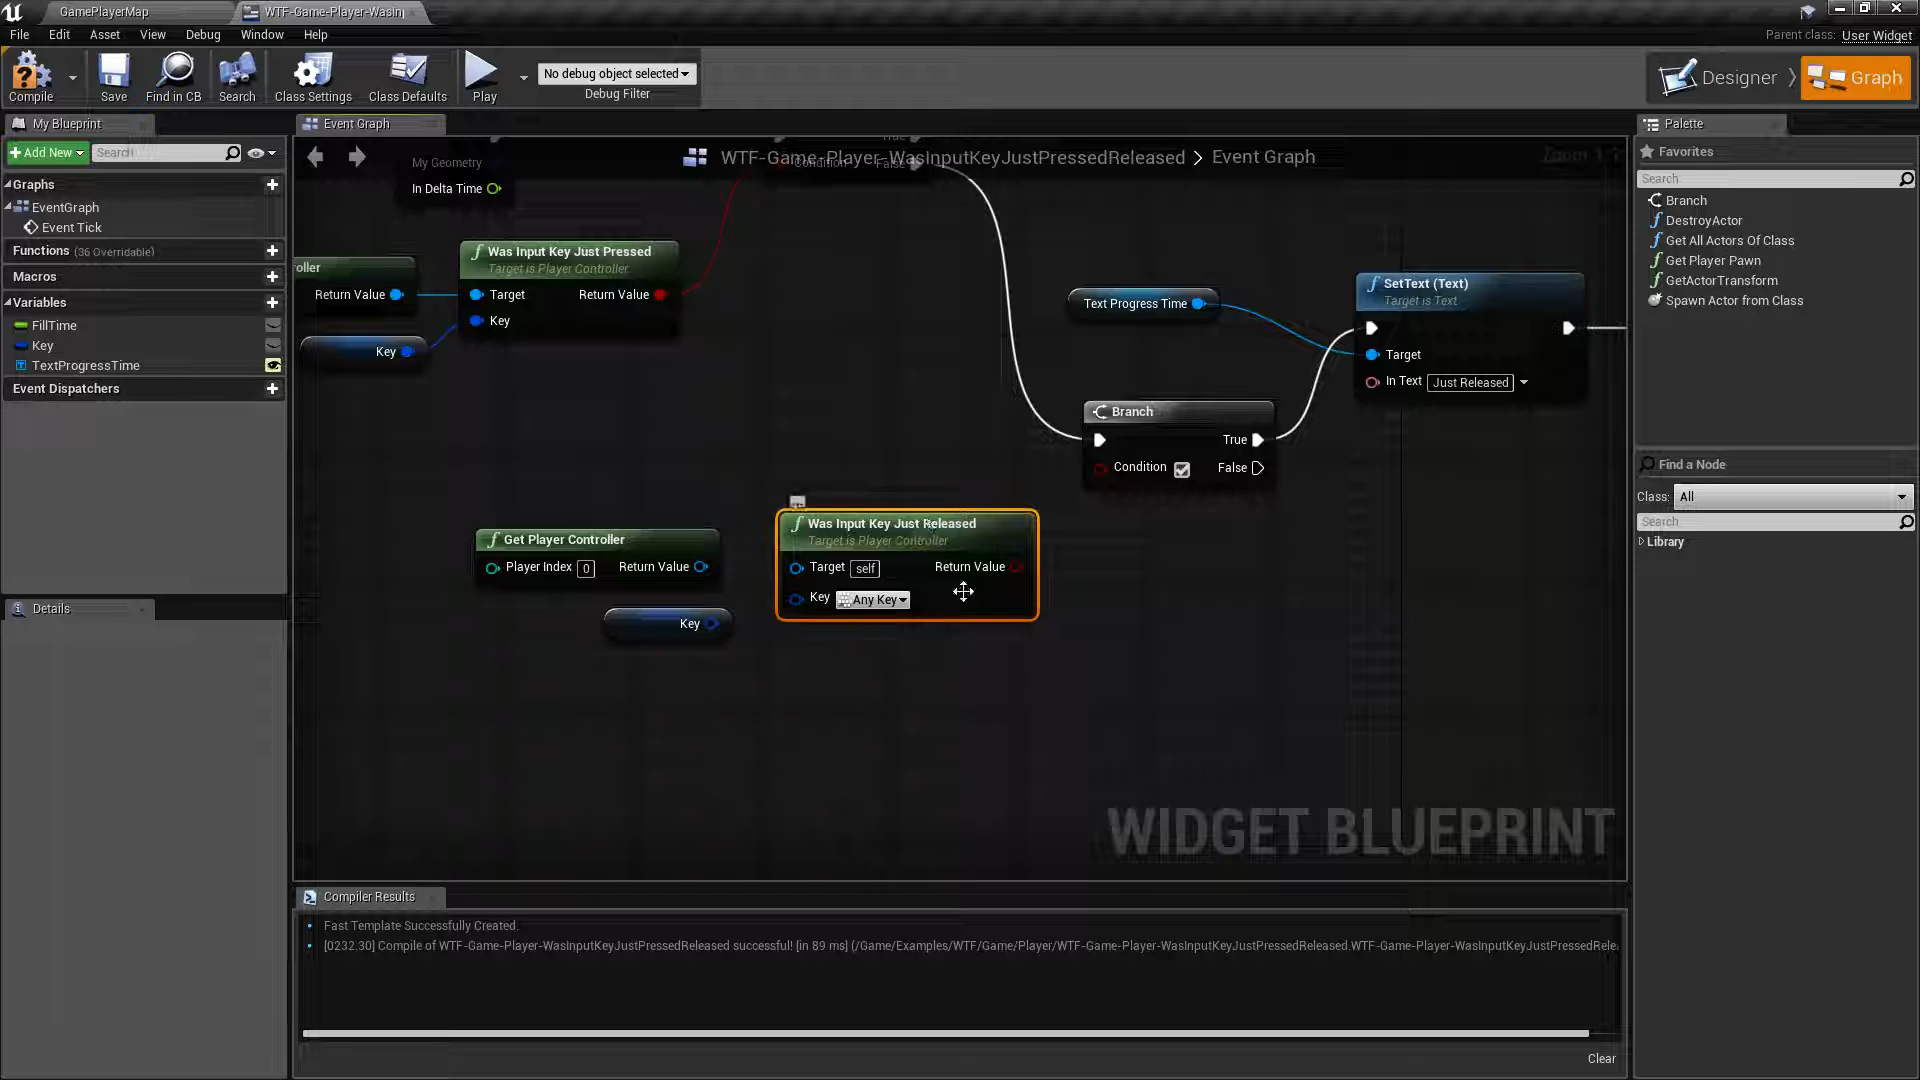 GamePlayerMap
WTF-Game-Player-WasInp
File
Edit
Asset
View
Debug
Window
Help
Parent class: User Widget
Compile
Save
Find in CB
Search
Class Settings
Class Defaults
Play
No debug object selected
Debug Filter
Designer
Graph
My Blueprint
Add New
Search
Graphs
EventGraph
Event Tick
Functions (36 Overridable)
Macros
Variables
FillTime
Key
TextProgressTime
Event Dispatchers
Details
Event Graph
WTF-Game-Player-WasInputKeyJustPressedReleased > Event Graph
Zoom 1:1
My Geometry
In Delta Time
Condition
False
True
oller
Return Value
Key
Was Input Key Just Pressed
Target is Player Controller
Target
Return Value
Key
Text Progress Time
SetText (Text)
Target is Text
Target
In Text Just Released
Branch
True
Condition
False
Get Player Controller
Player Index 0
Return Value
Key
Was Input Key Just Released
Target is Player Controller
Target self
Return Value
Key Any Key
WIDGET BLUEPRINT
Compiler Results
Fast Template Successfully Created.
[0232.30] Compile of WTF-Game-Player-WasInputKeyJustPressedReleased successful! [in 89 ms] (/Game/Examples/WTF/Game/Player/WTF-Game-Player-WasInputKeyJustPressedReleased.WTF-Game-Player-WasInputKeyJustPressedRele
Clear
Palette
Favorites
Search
Branch
DestroyActor
Get All Actors Of Class
Get Player Pawn
GetActorTransform
Spawn Actor from Class
Find a Node
Class: All
Search
Library